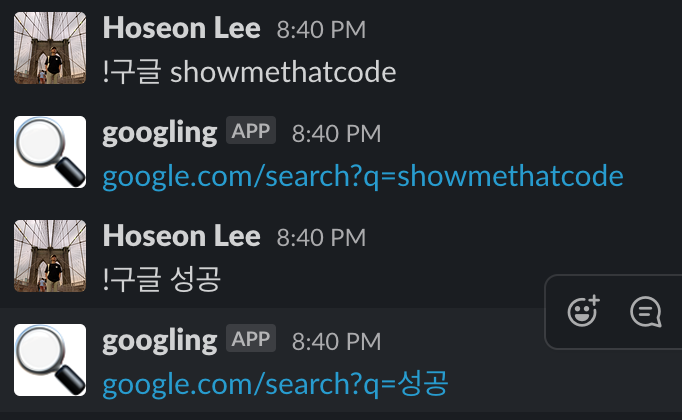 Hoseon Lee 8:40 PM
!구글 showmethatcode
googling APP 8:40 PM
google.com/search?q=showmethatcode
Hoseon Lee 8:40 PM
!구글 성공
googling APP 8:40 PM
google.com/search?q=성공